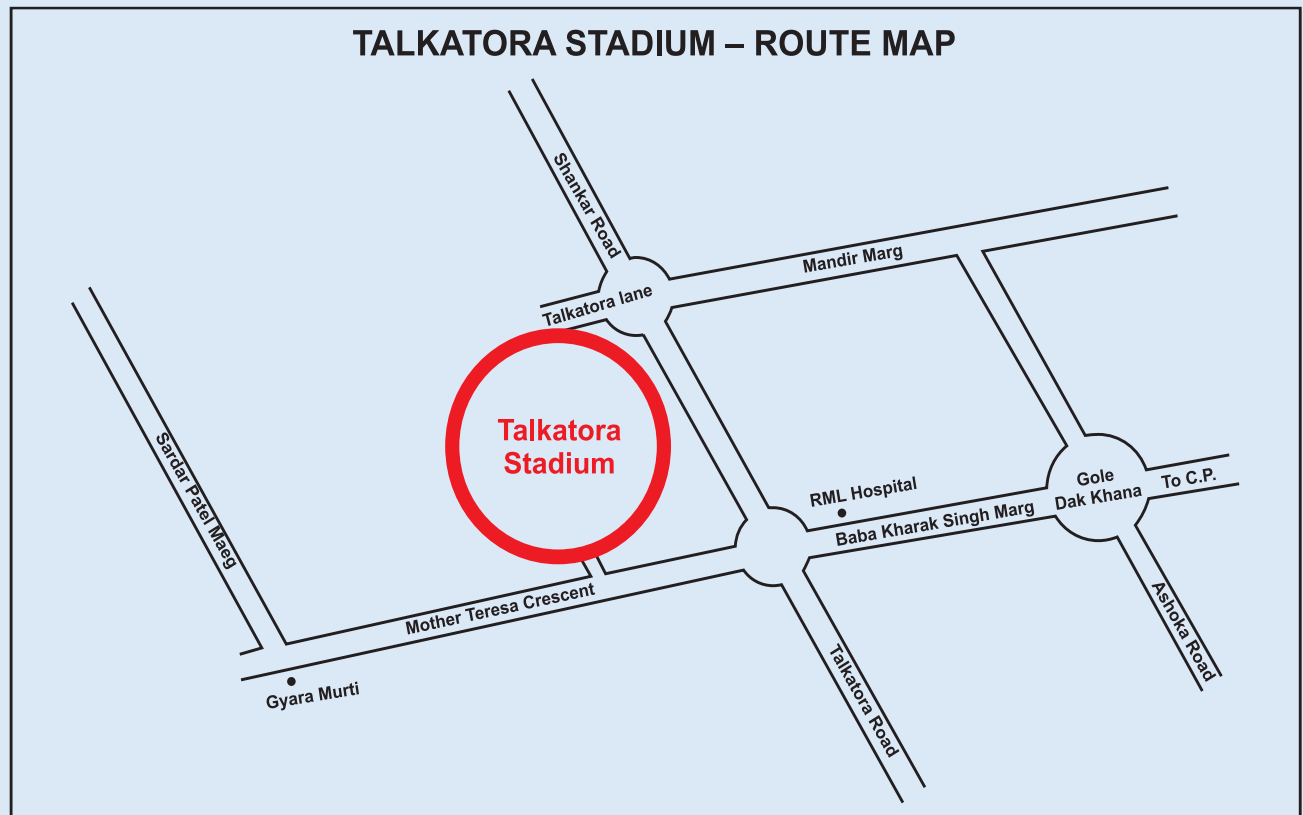 TALKATORA STADIUM – ROUTE MAP
Shankar Road
Mandir Marg
Talkatora lane
Talkatora
Stadium
Sardar Patel Maeg
RML Hospital
Gole
Dak Khana
To C.P.
Baba Kharak Singh Marg
Mother Teresa Crescent
Ashoka Road
Talkatora Road
Gyara Murti